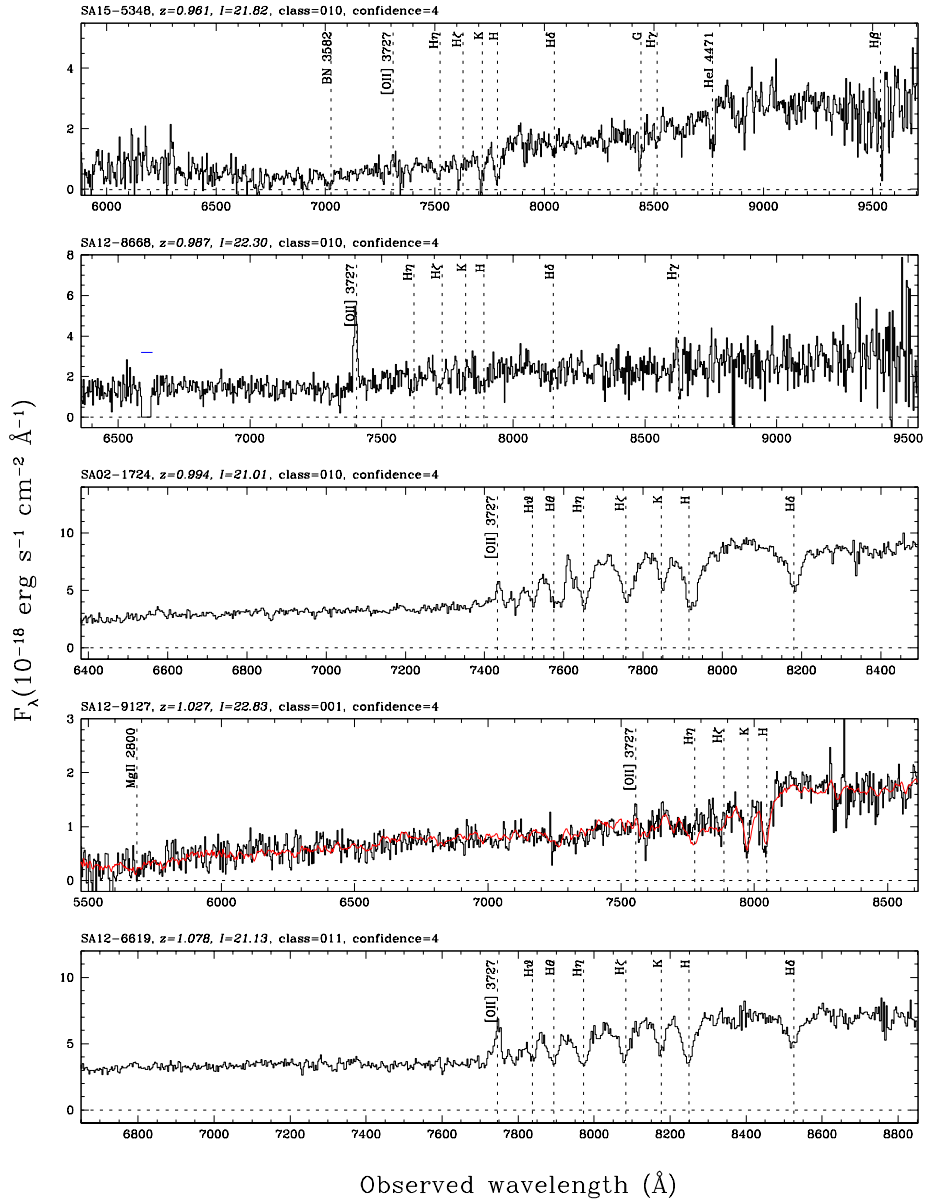 SA15-5348, z=0.961, I=21.82, class=010, confidence=4
BN 3582 [OII] 3727 Hη Hζ K H Hδ G Hγ HeI 4471 Hβ
4
2
0
6000 6500 7000 7500 8000 8500 9000 9500
SA12-8668, z=0.987, I=22.30, class=010, confidence=4
[OII] 3727 Hη Hζ K H Hδ Hγ
8
6
4
2
0
6500 7000 7500 8000 8500 9000 9500
SA02-1724, z=0.994, I=21.01, class=010, confidence=4
[OII] 3727 Hϑ Hθ Hη Hζ K H Hδ
10
5
0
6400 6600 6800 7000 7200 7400 7600 7800 8000 8200 8400
SA12-9127, z=1.027, I=22.83, class=001, confidence=4
MgII 2800 [OII] 3727 Hη Hζ K H
3
2
1
0
5500 6000 6500 7000 7500 8000 8500
SA12-6619, z=1.078, I=21.13, class=011, confidence=4
[OII] 3727 Hϑ Hθ Hη Hζ K H Hδ
10
5
0
6800 7000 7200 7400 7600 7800 8000 8200 8400 8600 8800
Fλ(10⁻¹⁸ erg s⁻¹ cm⁻² Å⁻¹)
Observed wavelength (Å)